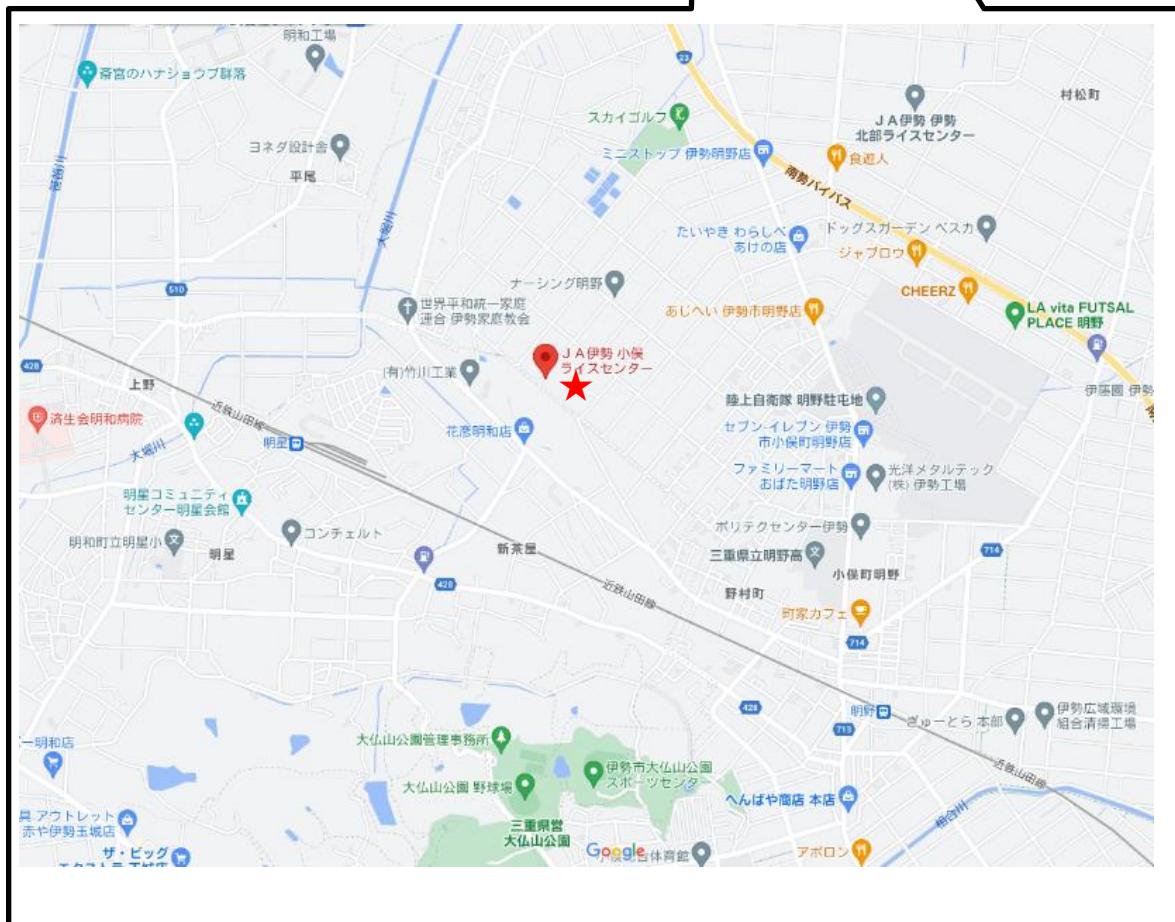 明和工場
斎宮のハナショウブ群落
23
村松町
スカイゴルフ
JA伊勢 伊勢
北部ライスセンター
ヨネダ設計舎
平尾
ミニストップ 伊勢明野店
食遊人
南勢バイパス
大堀川
たいやき わらしべ
あけの店
ドッグスガーデン ベスカ
ジャブロウ
510
ナーシング明野
CHEERZ
世界平和統一家庭
連合 伊勢家庭教会
あじへい 伊勢市明野店
LA vita FUTSAL
PLACE 明野
JA伊勢 小俣
ライスセンター
428
(有)竹川工業
上野
伊藤園 伊勢
陸上自衛隊 明野駐屯地
済生会明和病院
近鉄山田線
明星
花彦明和店
セブン-イレブン 伊勢
市小俣町明野店
大堀川
ファミリーマート
おばた明野店
光洋メタルテック
(株) 伊勢工場
明星コミュニティ
センター明星会館
コンチェルト
ポリテクセンター伊勢
明和町立明星小
明星
新茶屋
三重県立明野高
714
小俣町明野
428
近鉄山田線
野村町
町家カフェ
714
428
明野
713
ぎゅーとら 本部
伊勢広域環境
組合清掃工場
大仏山公園管理事務所
ー明和店
近鉄山田線
伊勢市大仏山公園
スポーツセンター
大仏山公園 野球場
へんばや商店 本店
相合川
具 アウトレット
赤や伊勢玉城店
三重県営
大仏山公園
ザ・ビッグ
Google
体育館
アポロン